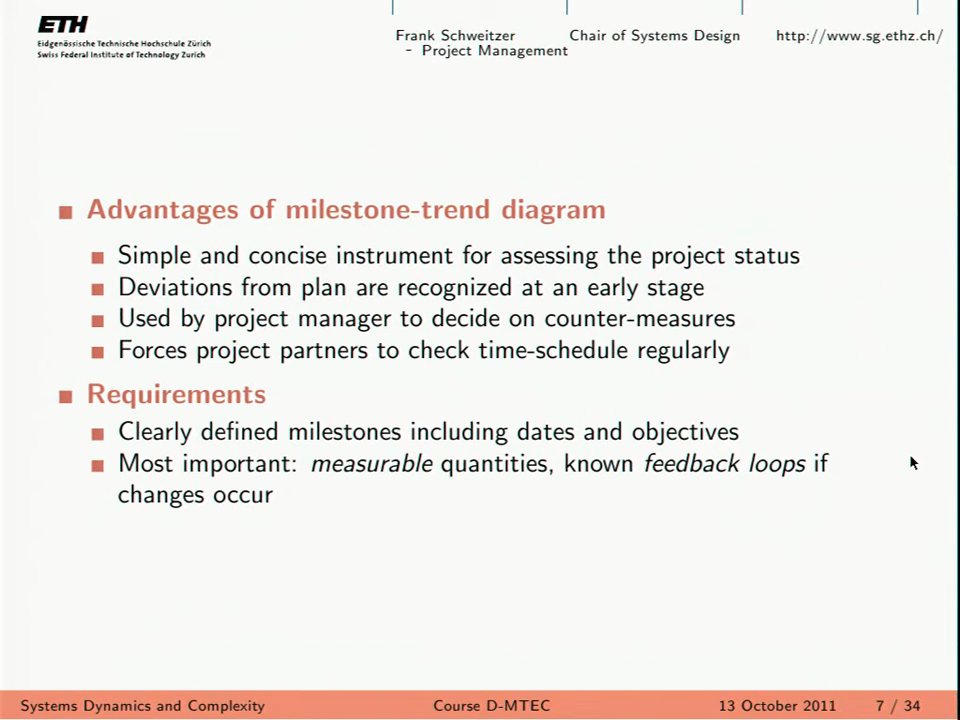 ETH
Eidgenössische Technische Hochschule Zürich
Swiss Federal Institute of Technology Zurich
Frank Schweitzer
- Project Management
Chair of Systems Design
http://www.sg.ethz.ch/
Advantages of milestone-trend diagram
Simple and concise instrument for assessing the project status
Deviations from plan are recognized at an early stage
Used by project manager to decide on counter-measures
Forces project partners to check time-schedule regularly
Requirements
Clearly defined milestones including dates and objectives
Most important: measurable quantities, known feedback loops if
changes occur
Systems Dynamics and Complexity
Course D-MTEC
13 October 2011
7 / 34